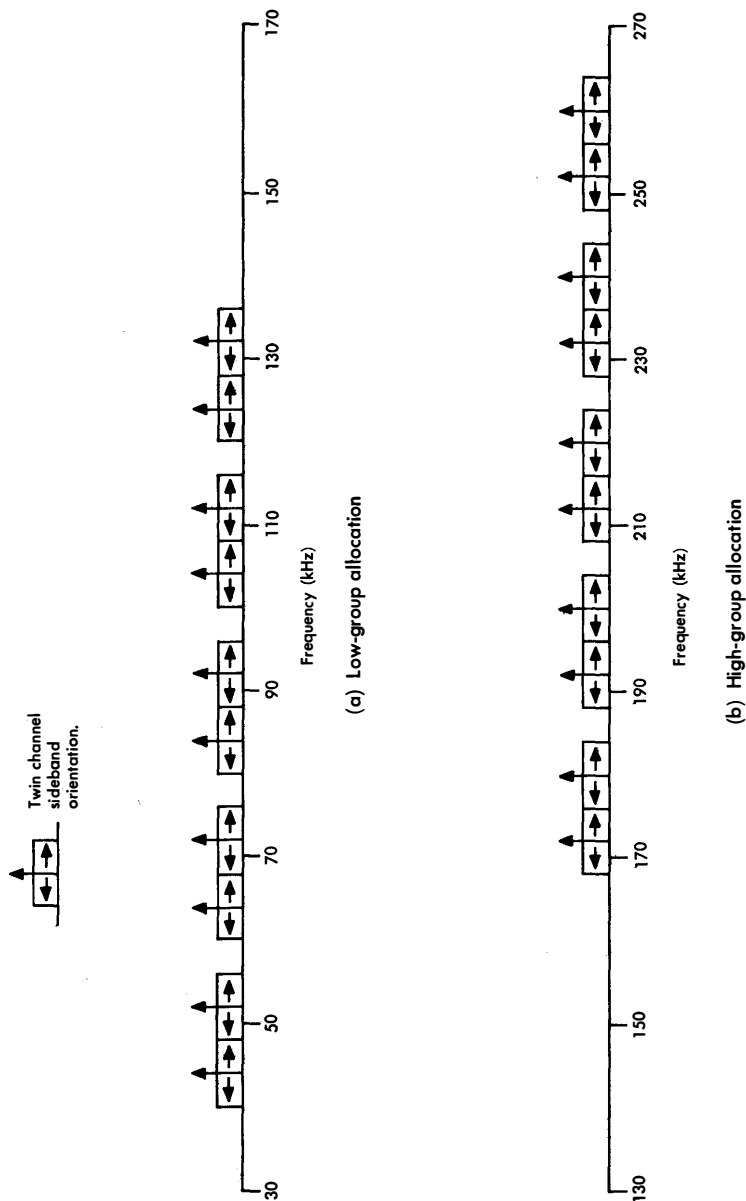 Twin channel
sideband
orientation.
30 50 70 90 110 130 150 170
Frequency (kHz)
(a) Low-group allocation
130 150 170 190 210 230 250 270
Frequency (kHz)
(b) High-group allocation